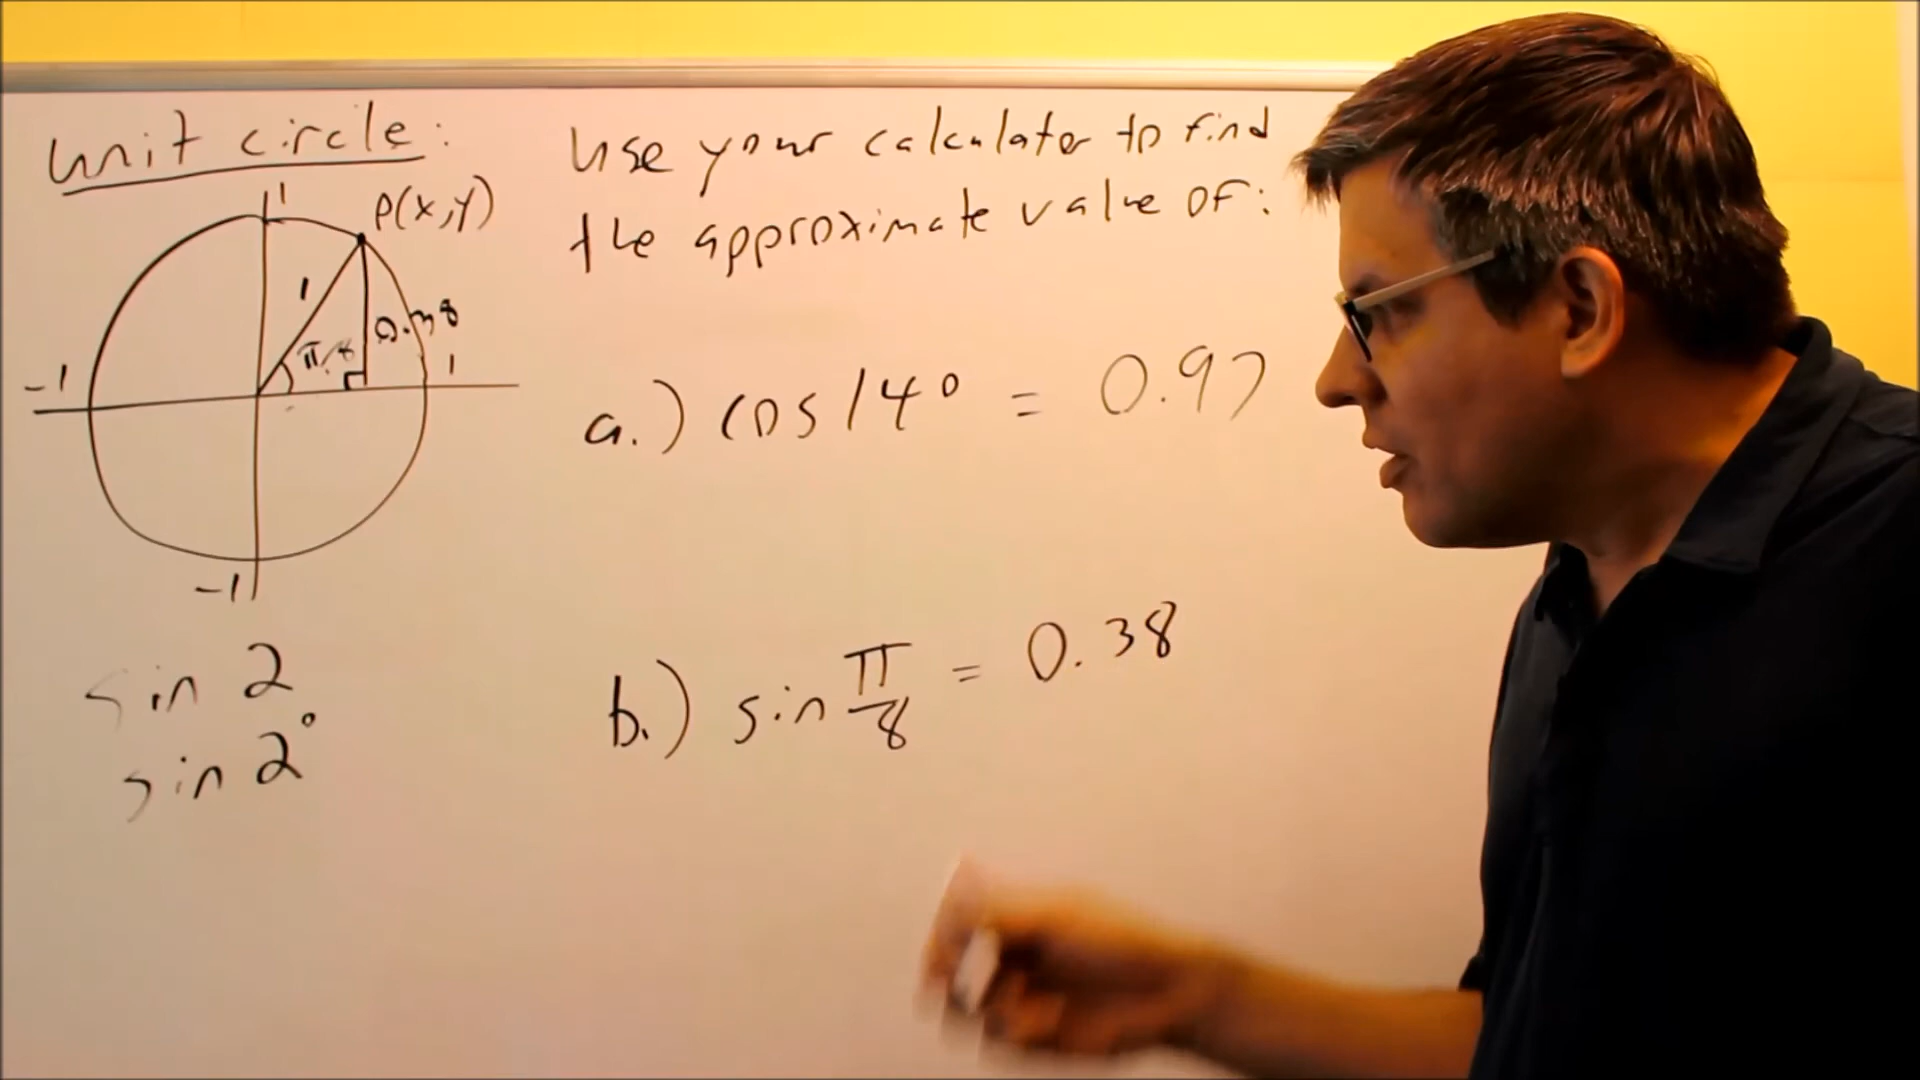 unit circle:
1
P(x,y)
1
π/8
0.38
-1
1
-1
sin 2
sin 2°
Use your calculator to find
the approximate value of:
a.) cos 14° = 0.97
b.) sin π/8 = 0.38